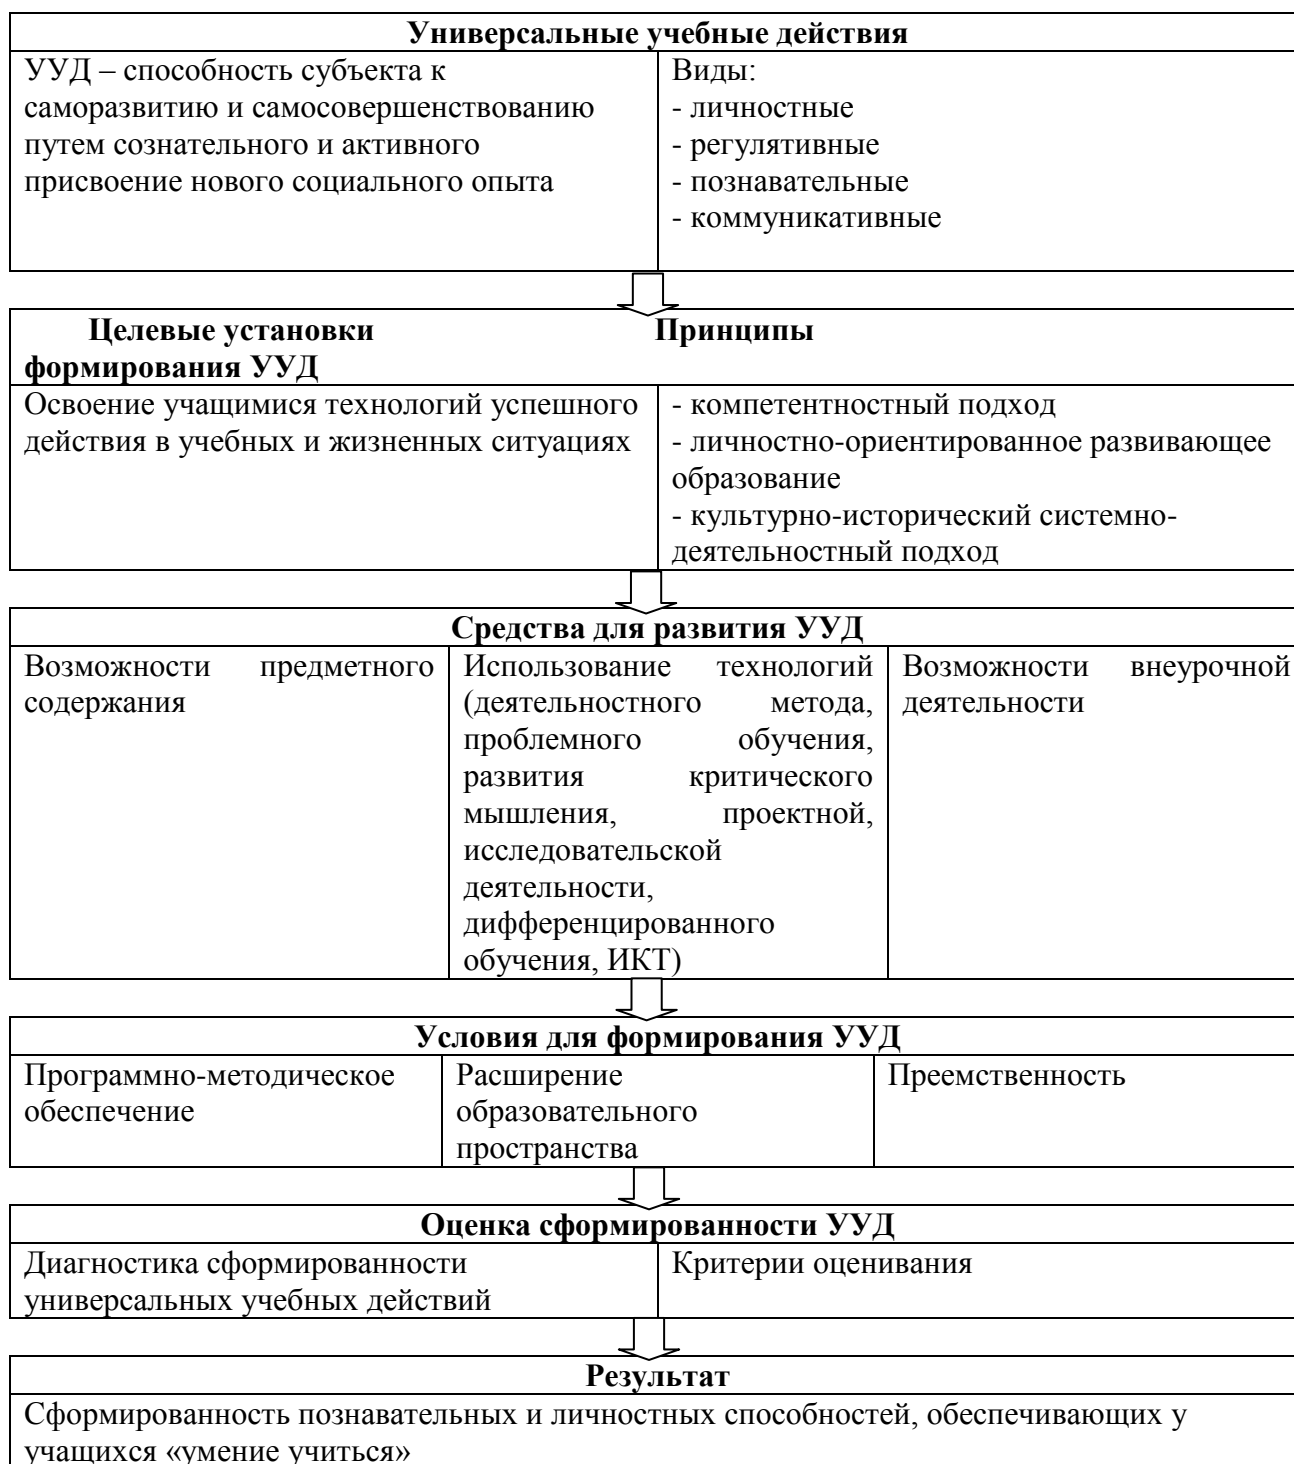 Универсальные учебные действия
УУД – способность субъекта к
саморазвитию и самосовершенствованию
путем сознательного и активного
присвоение нового социального опыта
Виды:
- личностные
- регулятивные
- познавательные
- коммуникативные
Целевые установки
формирования УУД
Принципы
Освоение учащимися технологий успешного
действия в учебных и жизненных ситуациях
- компетентностный подход
- личностно-ориентированное развивающее
образование
- культурно-исторический системно-
деятельностный подход
Средства для развития УУД
Возможности предметного
содержания
Использование технологий
(деятельностного метода,
проблемного обучения,
развития критического
мышления, проектной,
исследовательской
деятельности,
дифференцированного
обучения, ИКТ)
Возможности внеурочной
деятельности
Условия для формирования УУД
Программно-методическое
обеспечение
Расширение
образовательного
пространства
Преемственность
Оценка сформированности УУД
Диагностика сформированности
универсальных учебных действий
Критерии оценивания
Результат
Сформированность познавательных и личностных способностей, обеспечивающих у
учащихся «умение учиться»